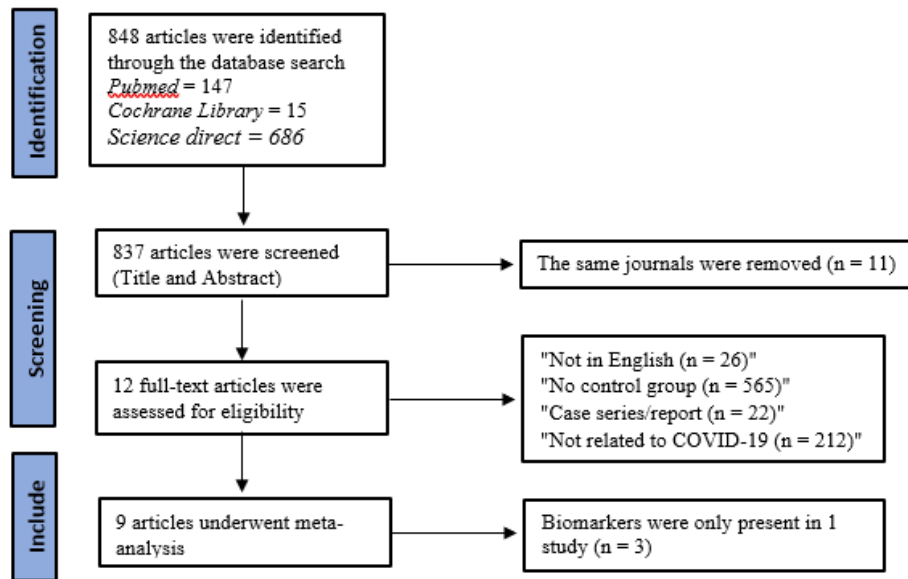 Identification
848 articles were identified
through the database search
Pubmed = 147
Cochrane Library = 15
Science direct = 686
Screening
837 articles were screened
(Title and Abstract)
The same journals were removed (n = 11)
12 full-text articles were
assessed for eligibility
"Not in English (n = 26)"
"No control group (n = 565)"
"Case series/report (n = 22)"
"Not related to COVID-19 (n = 212)"
Include
9 articles underwent meta-
analysis
Biomarkers were only present in 1
study (n = 3)